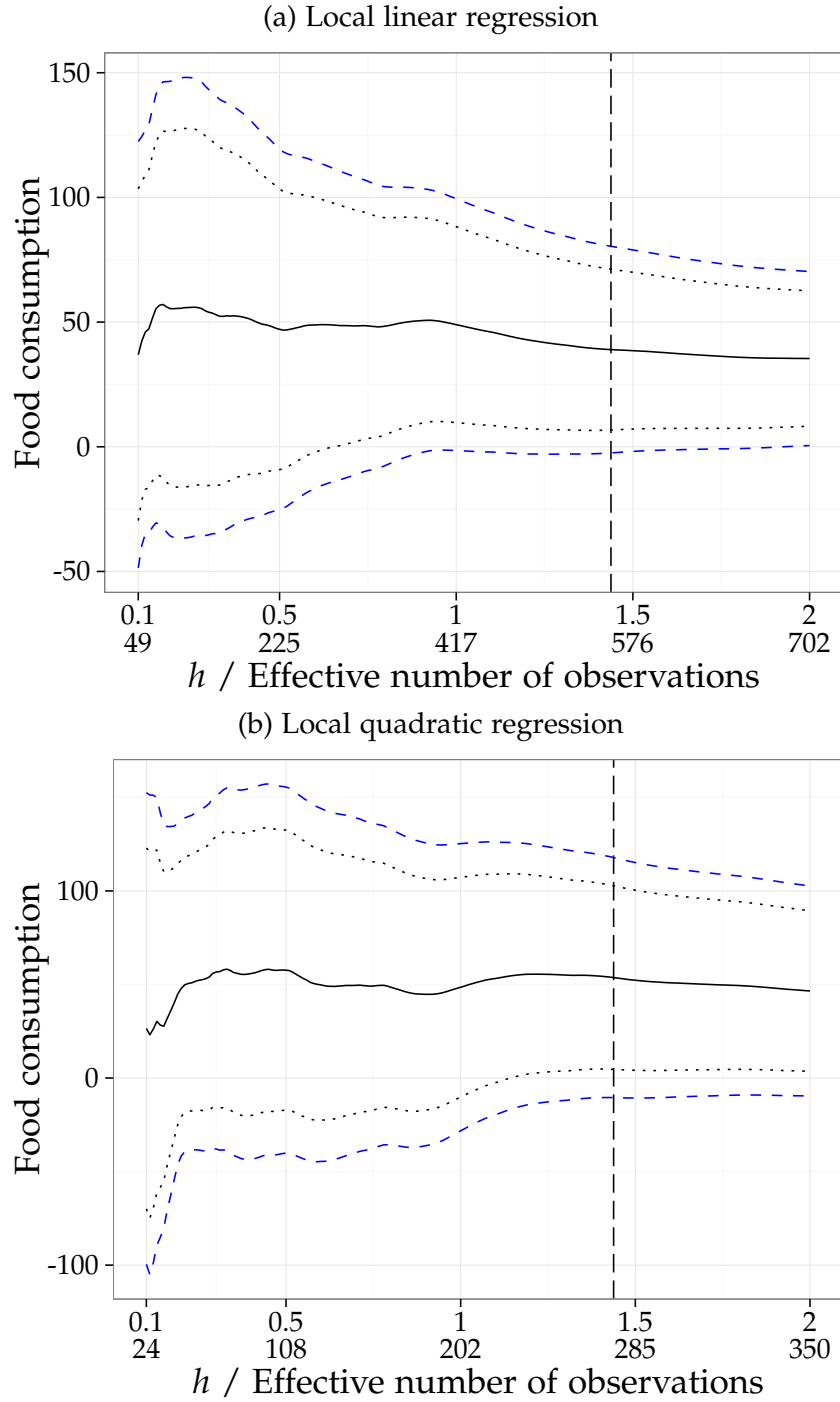 (a) Local linear regression
150
100
50
0
-50
Food consumption
0.1 0.5 1 1.5 2
49 225 417 576 702
h / Effective number of observations
(b) Local quadratic regression
100
0
-100
Food consumption
0.1 0.5 1 1.5 2
24 108 202 285 350
h / Effective number of observations